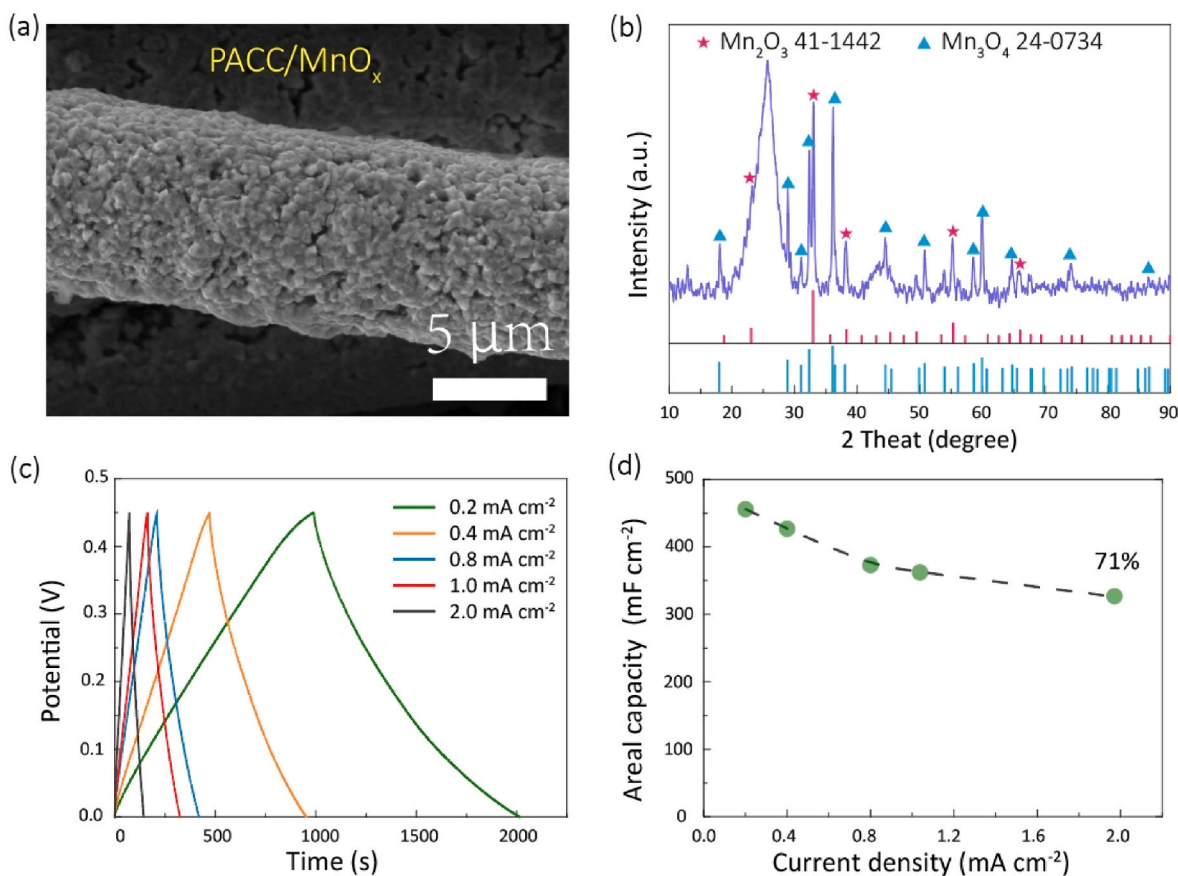 (a)
PACC/MnOₓ
5 μm
(b)
★ Mn₂O₃ 41-1442 ▲ Mn₃O₄ 24-0734
Intensity (a.u.)
10 20 30 40 50 60 70 80 90
2 Theat (degree)
(c)
0.5
0.4
0.3
0.2
0.1
0.0
Potential (V)
0.2 mA cm⁻²
0.4 mA cm⁻²
0.8 mA cm⁻²
1.0 mA cm⁻²
2.0 mA cm⁻²
0 500 1000 1500 2000
Time (s)
(d)
500
400
300
200
100
0
Areal capacity (mF cm⁻²)
71%
0.0 0.4 0.8 1.2 1.6 2.0
Current density (mA cm⁻²)